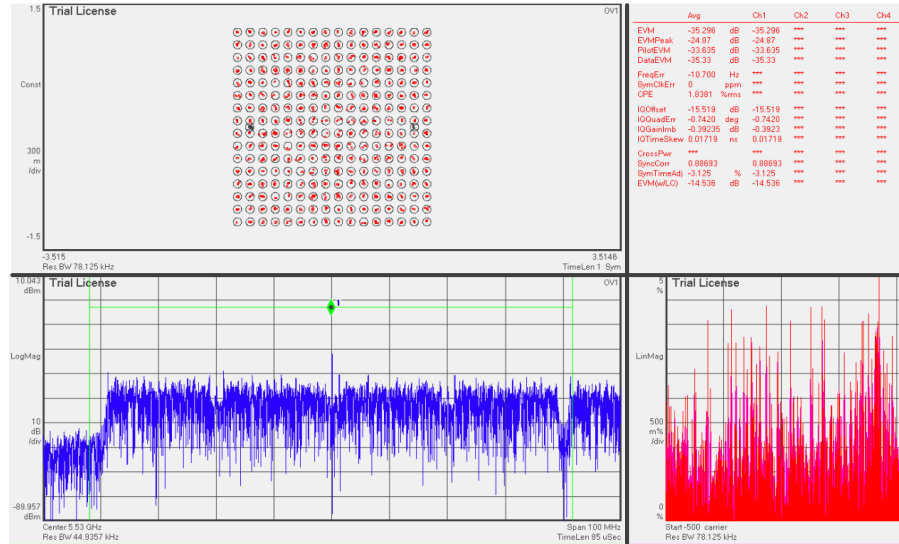 1.5
Trial License
OV1
Const
300
m
/div
-1.5
-3.515
3.5146
Res BW 78.125 kHz
TimeLen 1 Sym
Avg Ch1 Ch2 Ch3 Ch4
EVM -35.296 dB -35.296 *** *** ***
EVMPeak -24.87 dB -24.87 *** *** ***
PilotEVM -33.635 dB -33.635 *** *** ***
DataEVM -35.33 dB -35.33 *** *** ***
FreqErr -10.700 Hz *** *** *** ***
SymClkErr 0 ppm *** *** *** ***
CPE 1.8381 %rms *** *** *** ***
IQOffset -15.519 dB -15.519 *** *** ***
IQQuadErr -0.7420 deg -0.7420 *** *** ***
IQGainImb -0.39235 dB -0.3923 *** *** ***
IQTimeSkew 0.01719 ns 0.01719 *** *** ***
CrossPwr *** *** *** *** ***
SyncCorr 0.88693 0.88693 *** *** ***
SymTimeAdj -3.125 % -3.125 *** *** ***
EVM(w/LO) -14.536 dB -14.536 *** *** ***
10.043
dBm
Trial License
OV1
1
LogMag
10
dB
/div
-89.957
dBm
Center 5.53 GHz
Span 100 MHz
Res BW 44.9357 kHz
TimeLen 85 uSec
5
%
Trial License
LinMag
500
m%
/div
0
%
Start -500 carrier
Res BW 78.125 kHz